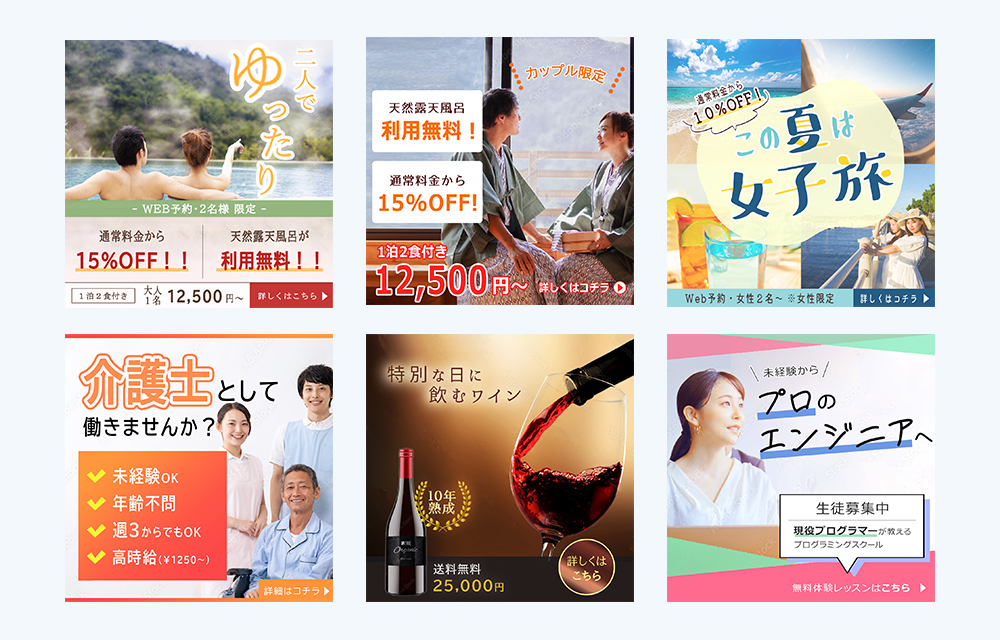 二人で
ゆったり
- WEB予約・2名様 限定 -
通常料金から
15%OFF！！
天然露天風呂が
利用無料！！
1泊2食付き
大人
1名
12,500円～
詳しくはこちら
カップル限定
天然露天風呂
利用無料！
通常料金から
15%OFF!
1泊2食付き
12,500円～
詳しくはコチラ
通常料金から
10%OFF！
この夏は
女子旅
Web予約・女性2名～ ※女性限定
詳しくはコチラ
介護士として
働きませんか？
未経験OK
年齢不問
週3からでもOK
高時給(¥1250～)
詳細はコチラ
特別な日に
飲むワイン
10年
熟成
Organic
送料無料
25,000円
詳しくは
こちら
未経験から
プロの
エンジニアへ
生徒募集中
現役プログラマーが教える
プログラミングスクール
無料体験レッスンはこちら